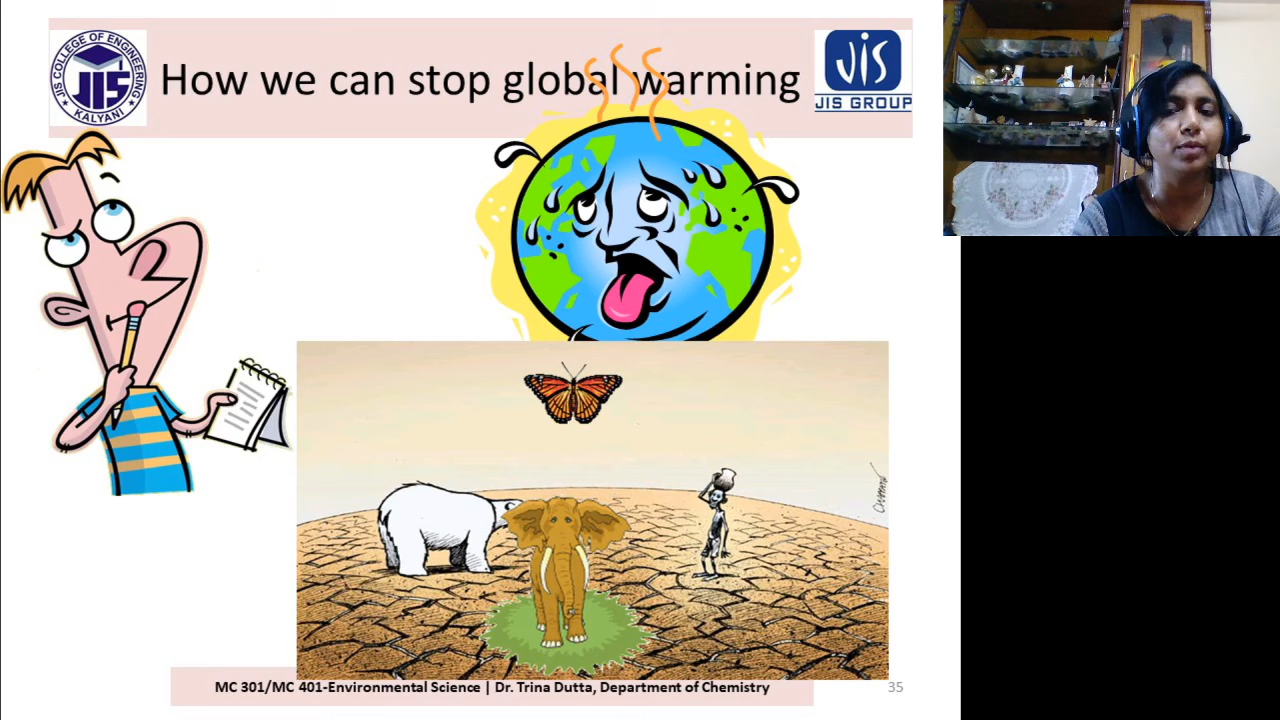 JIS COLLEGE OF ENGINEERING
JIS
KALYANI
How we can stop global warming
JIS
JIS GROUP
MC 301/MC 401-Environmental Science | Dr. Trina Dutta, Department of Chemistry
35